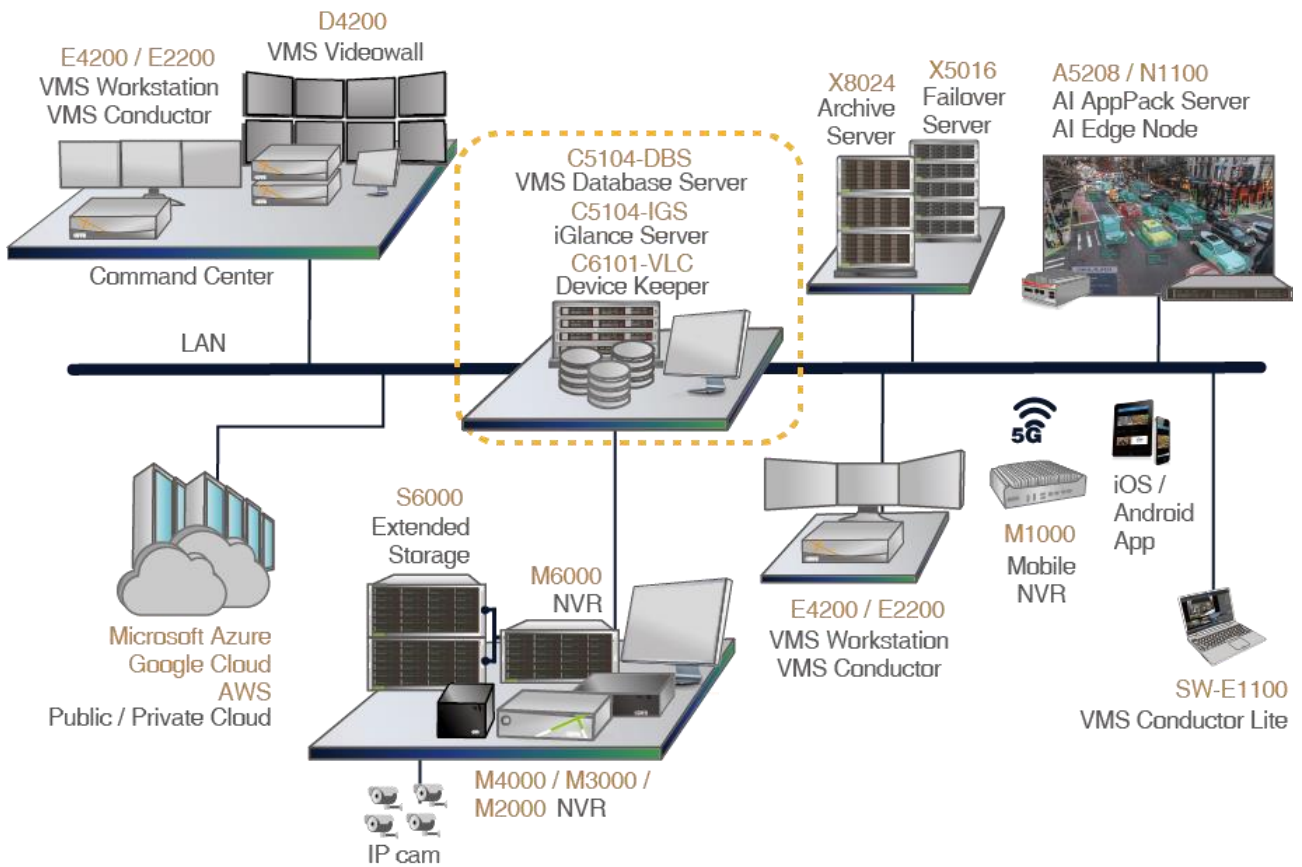 D4200
VMS Videowall
E4200 / E2200
VMS Workstation
VMS Conductor
Command Center
C5104-DBS
VMS Database Server
C5104-IGS
iGlance Server
C6101-VLC
Device Keeper
X8024
Archive
Server
X5016
Failover
Server
A5208 / N1100
AI AppPack Server
AI Edge Node
LAN
Microsoft Azure
Google Cloud
AWS
Public / Private Cloud
S6000
Extended
Storage
M6000
NVR
M4000 / M3000 /
M2000 NVR
IP cam
E4200 / E2200
VMS Workstation
VMS Conductor
5G
M1000
Mobile
NVR
iOS /
Android
App
SW-E1100
VMS Conductor Lite